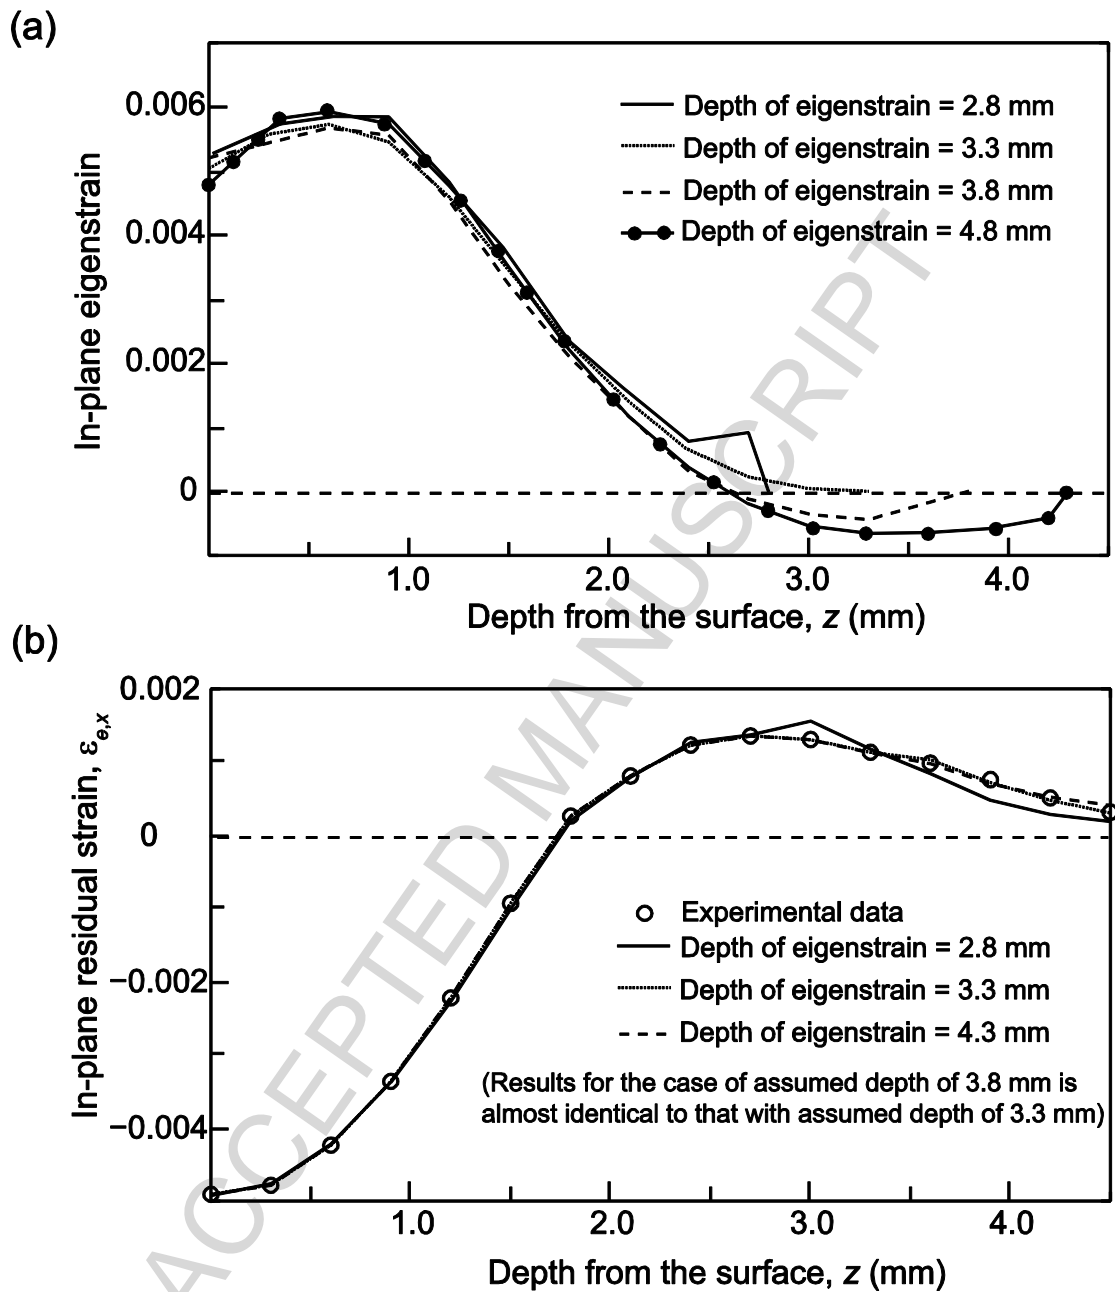 (a)
0.006
0.004
0.002
0
In-plane eigenstrain
Depth of eigenstrain = 2.8 mm
Depth of eigenstrain = 3.3 mm
Depth of eigenstrain = 3.8 mm
Depth of eigenstrain = 4.8 mm
1.0 2.0 3.0 4.0
Depth from the surface, z (mm)
(b)
0.002
0
−0.002
−0.004
In-plane residual strain, εe,x
Experimental data
Depth of eigenstrain = 2.8 mm
Depth of eigenstrain = 3.3 mm
Depth of eigenstrain = 4.3 mm
(Results for the case of assumed depth of 3.8 mm is
almost identical to that with assumed depth of 3.3 mm)
1.0 2.0 3.0 4.0
Depth from the surface, z (mm)
ACCEPTED MANUSCRIPT